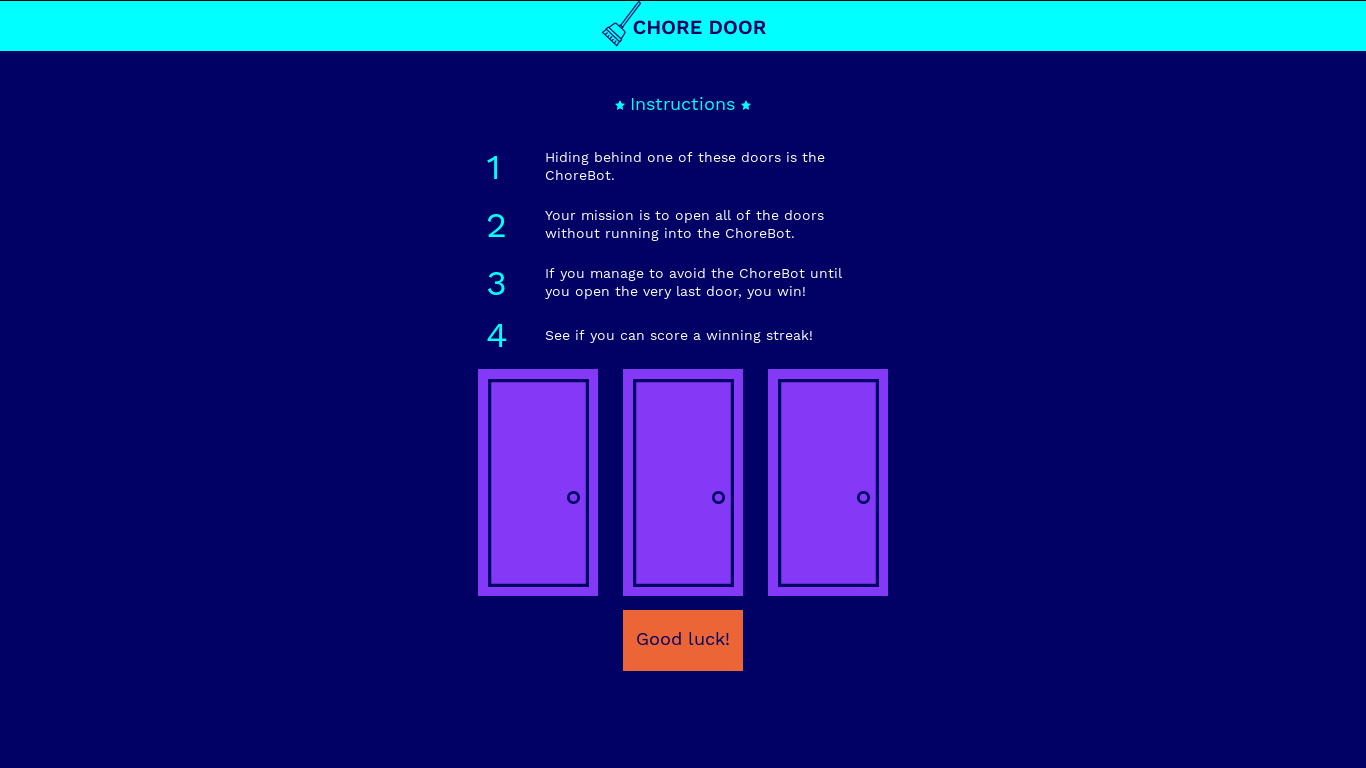 CHORE DOOR
Instructions
1
Hiding behind one of these doors is the
ChoreBot.
2
Your mission is to open all of the doors
without running into the ChoreBot.
3
If you manage to avoid the ChoreBot until
you open the very last door, you win!
4
See if you can score a winning streak!
Good luck!